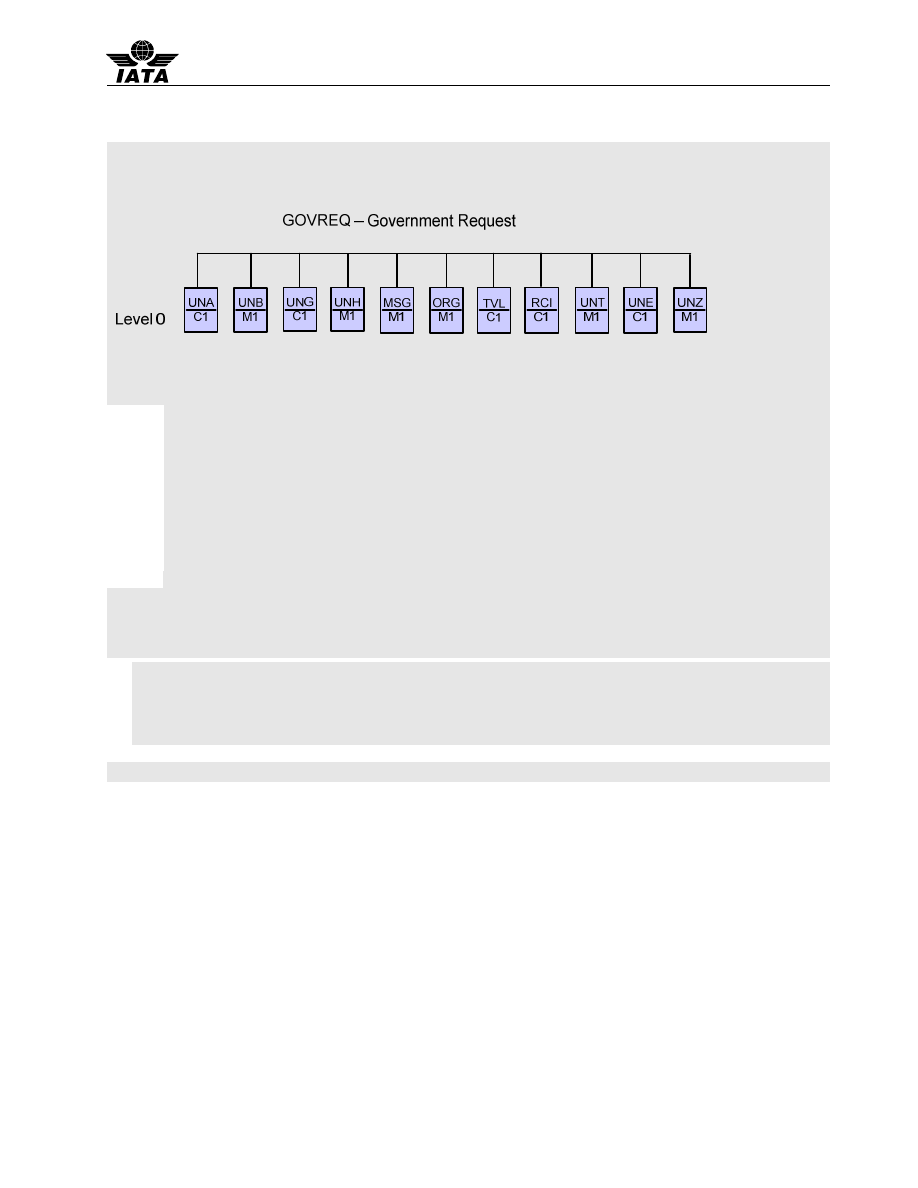 IATA
GOVREQ – Government Request
UNA UNB UNG UNH MSG ORG TVL RCI UNT UNE UNZ
C1 M1 C1 M1 M1 M1 C1 C1 M1 C1 M1
Level 0